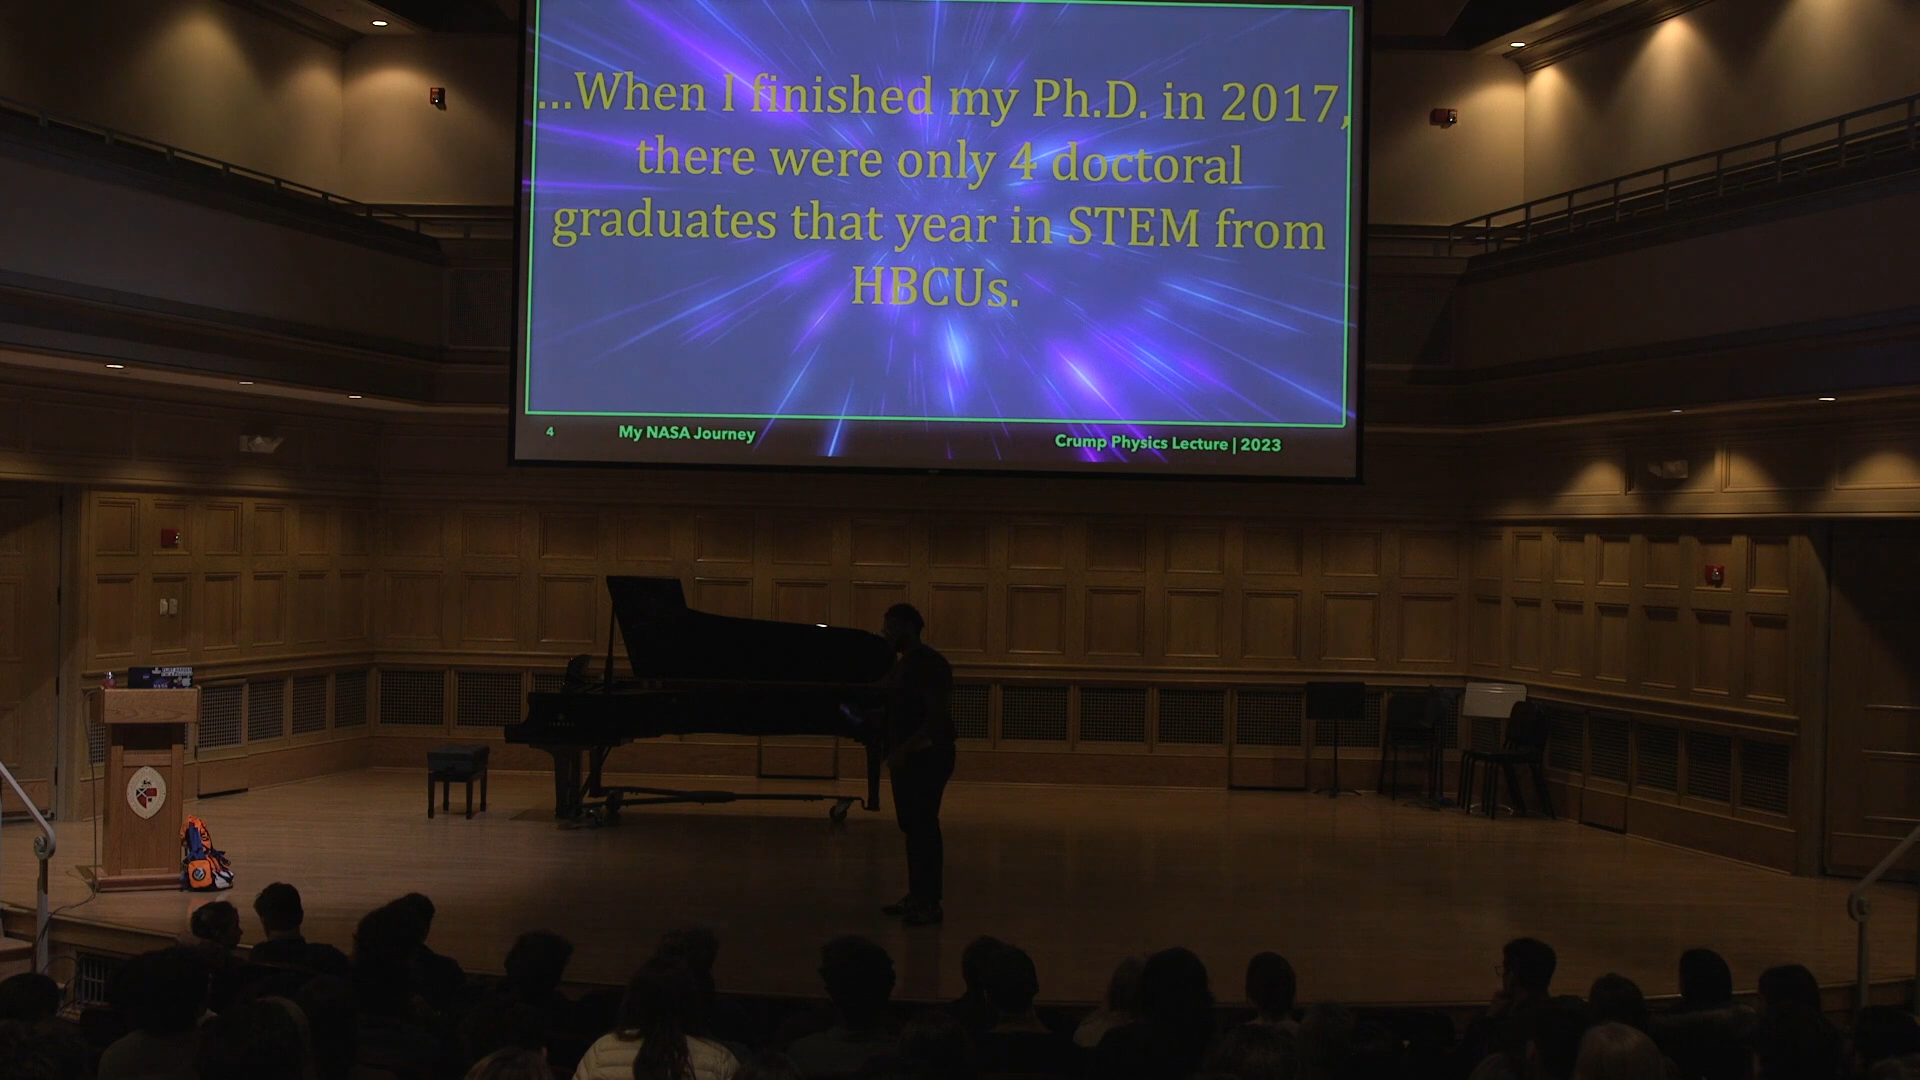 ...When I finished my Ph.D. in 2017,
there were only 4 doctoral
graduates that year in STEM from
HBCUs.
4 My NASA Journey Crump Physics Lecture | 2023